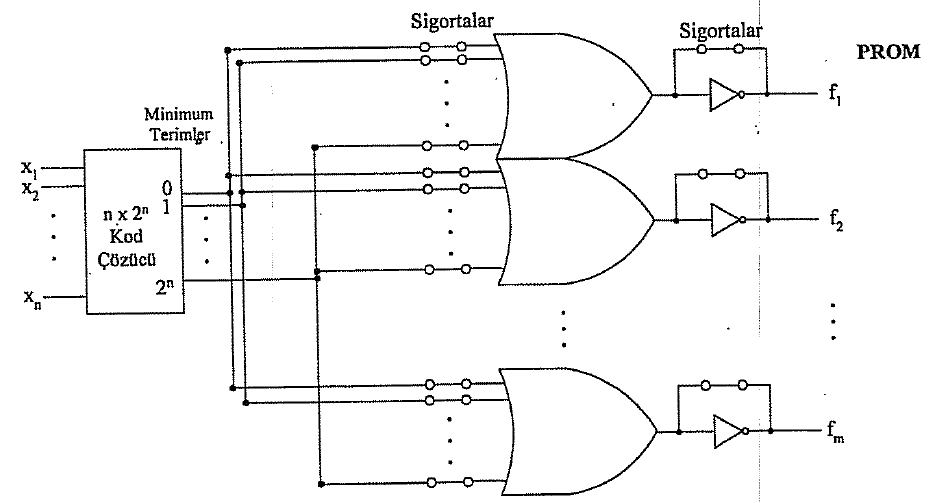 Sigortalar
Sigortalar
PROM
f₁
Minimum
Terimler
x₁
x₂
0
1
n x 2ⁿ
Kod
Çözücü
f₂
2ⁿ
xₙ
fₘ